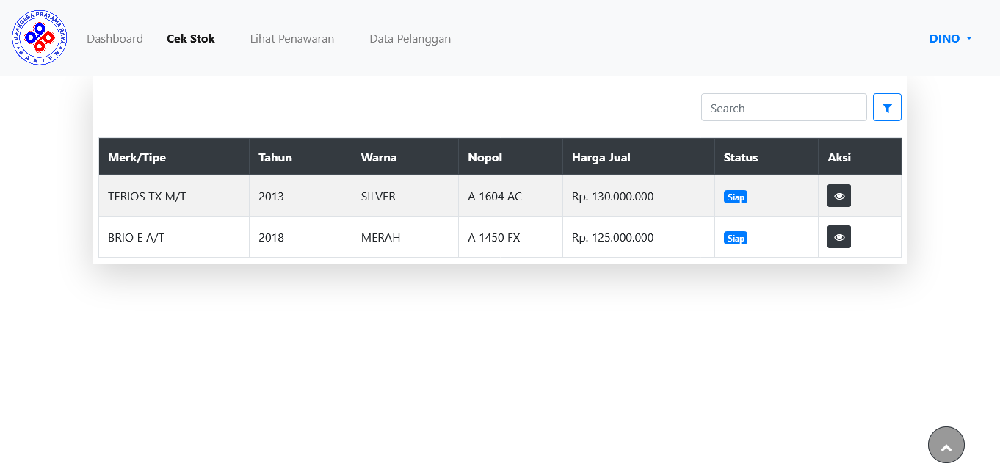 CV.FARGASA PRATAMA RAYA
BANTEN
Dashboard Cek Stok Lihat Penawaran Data Pelanggan DINO
Search
Merk/Tipe Tahun Warna Nopol Harga Jual Status Aksi
TERIOS TX M/T 2013 SILVER A 1604 AC Rp. 130.000.000 Siap
BRIO E A/T 2018 MERAH A 1450 FX Rp. 125.000.000 Siap